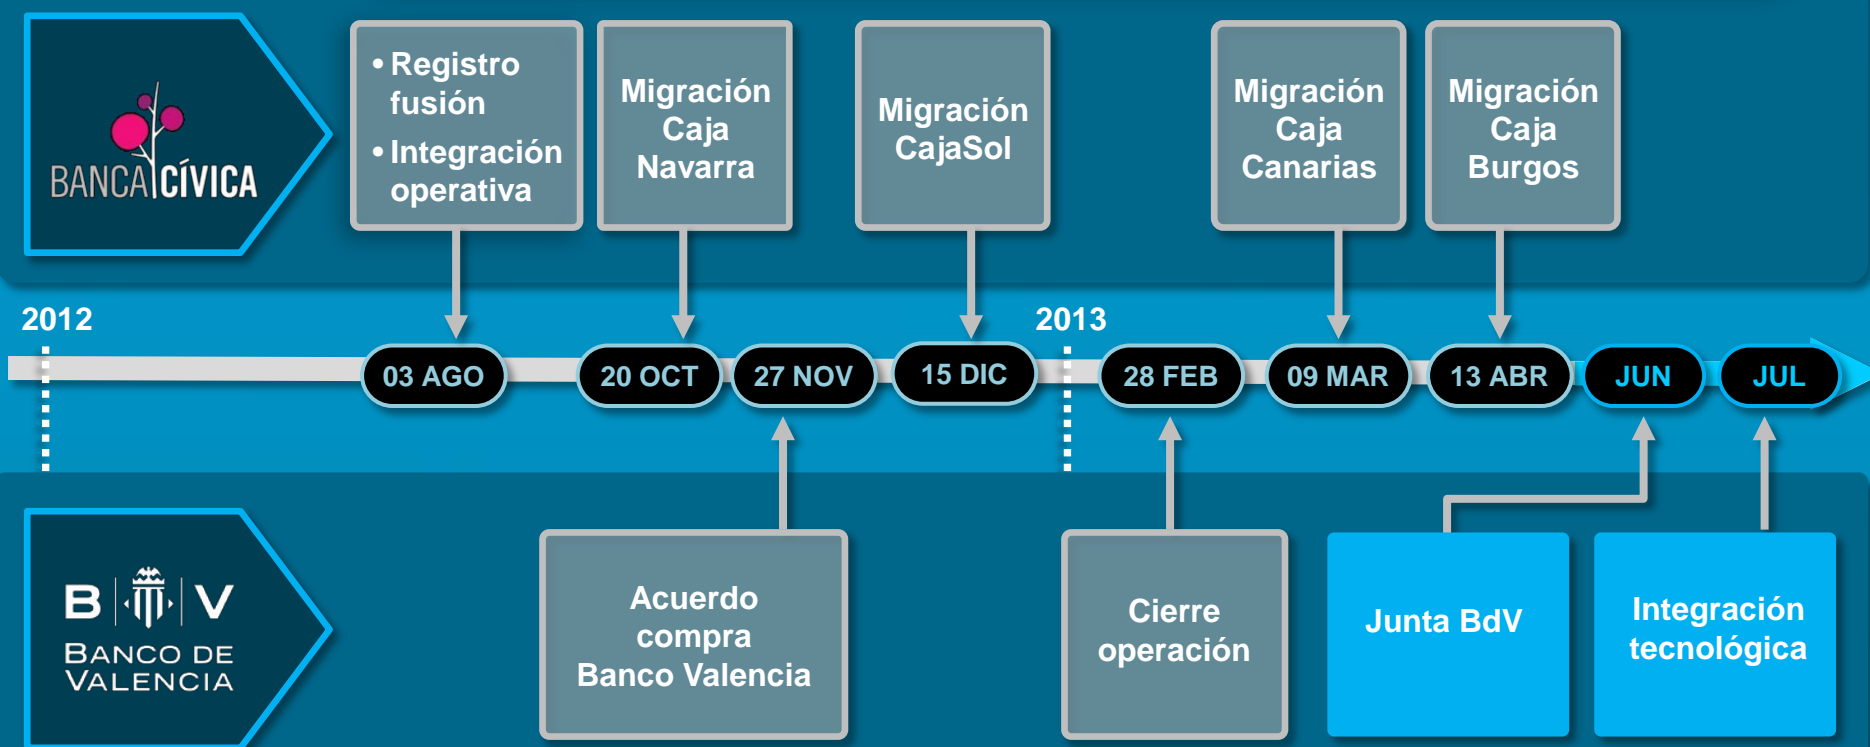 BANCA CÍVICA
• Registro
fusión
• Integración
operativa
Migración
Caja
Navarra
Migración
CajaSol
Migración
Caja
Canarias
Migración
Caja
Burgos
2012
2013
03 AGO
20 OCT
27 NOV
15 DIC
28 FEB
09 MAR
13 ABR
JUN
JUL
B V
BANCO DE
VALENCIA
Acuerdo
compra
Banco Valencia
Cierre
operación
Junta BdV
Integración
tecnológica